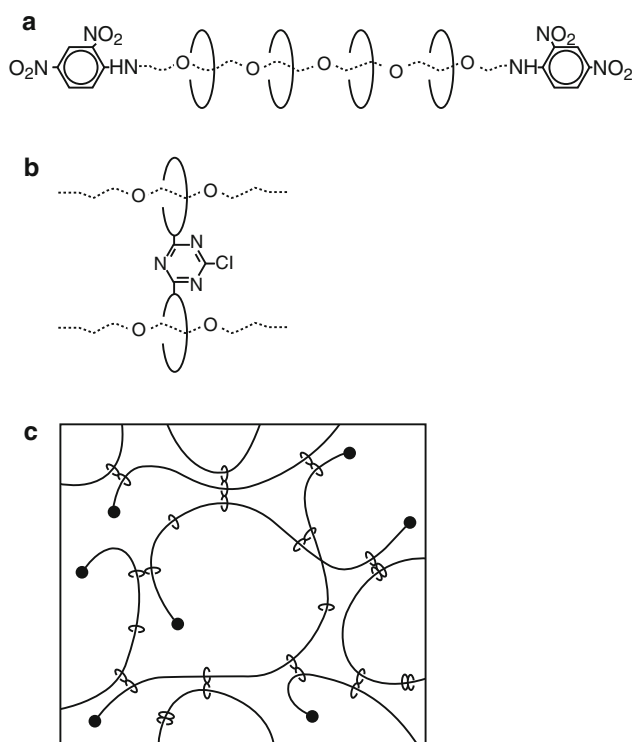 a
NO₂ NO₂
O₂N HN O O O O O NH NO₂
b
O O
N
N Cl
N
O O
c